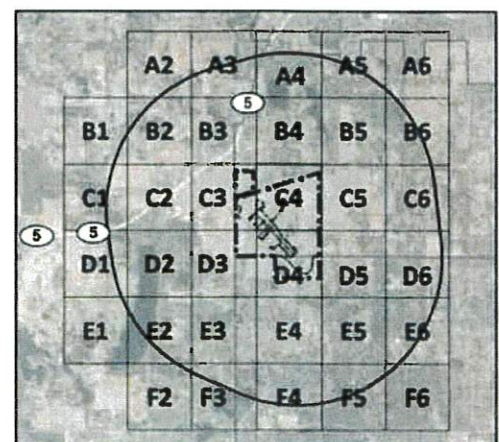 A2 A3 A4 A5 A6
5
B1 B2 B3 B4 B5 B6
C1 C2 C3 C4 C5 C6
5 5
D1 D2 D3 D4 D5 D6
E1 E2 E3 E4 E5 E6
F2 F3 F4 F5 F6